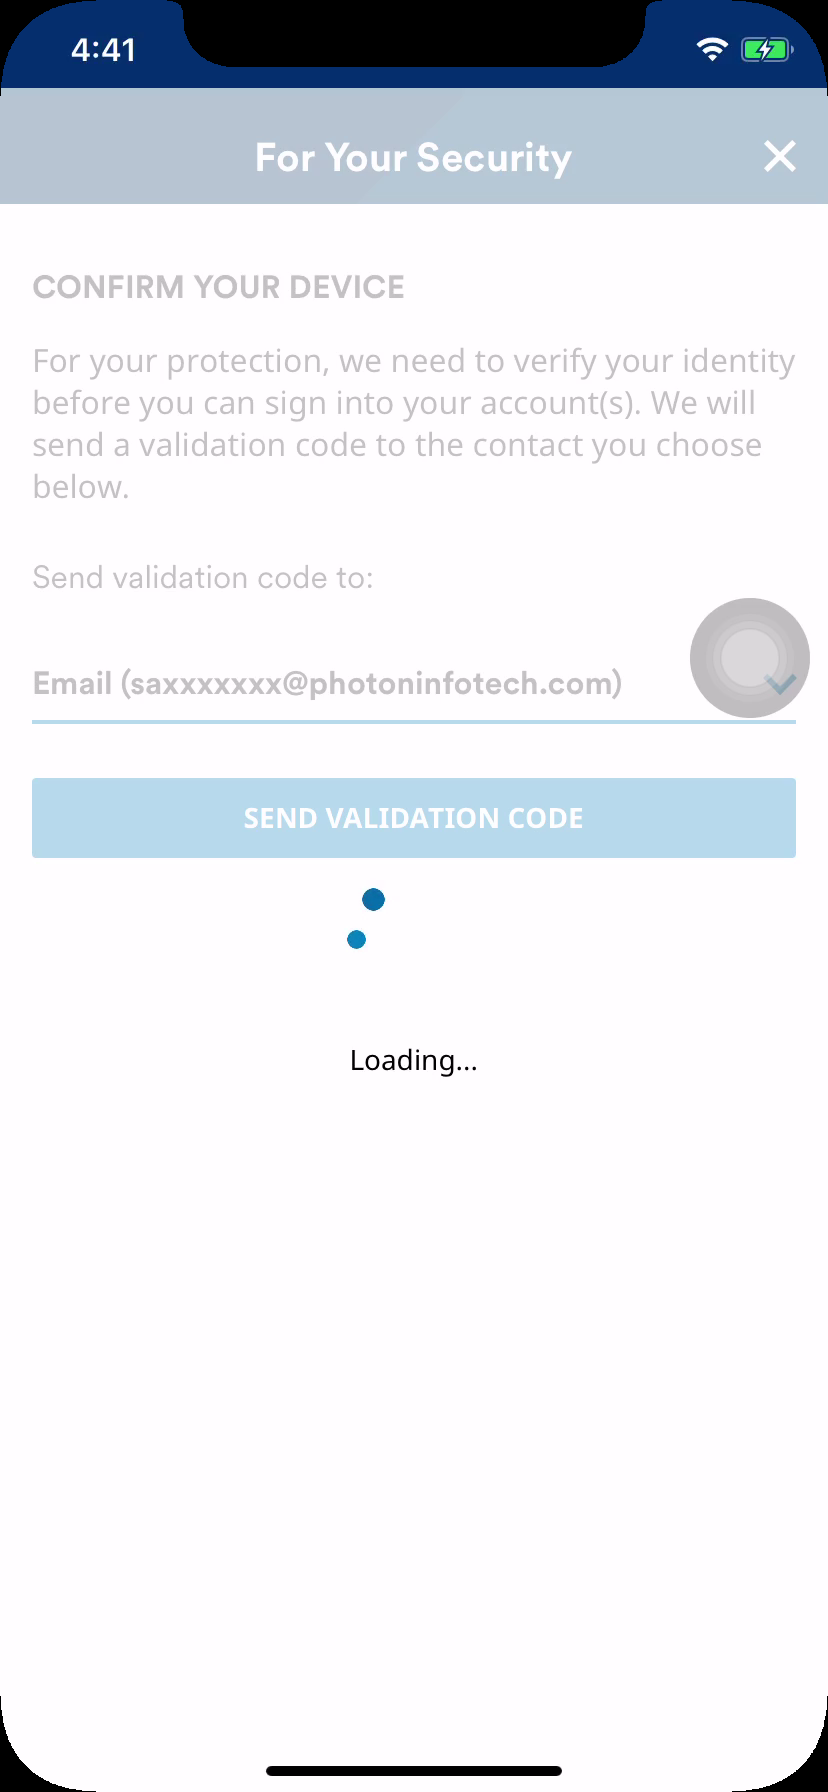 4:41
For Your Security
CONFIRM YOUR DEVICE
For your protection, we need to verify your identity
before you can sign into your account(s). We will
send a validation code to the contact you choose
below.
Send validation code to:
Email (saxxxxxxx@photoninfotech.com)
SEND VALIDATION CODE
Loading...